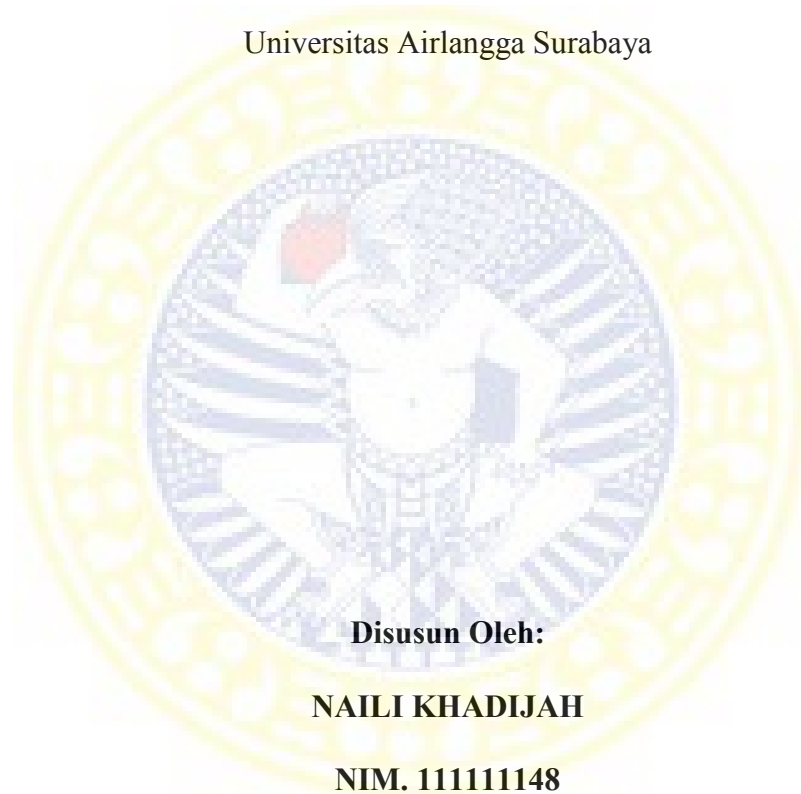 Universitas Airlangga Surabaya
Disusun Oleh:
NAILI KHADIJAH
NIM. 111111148